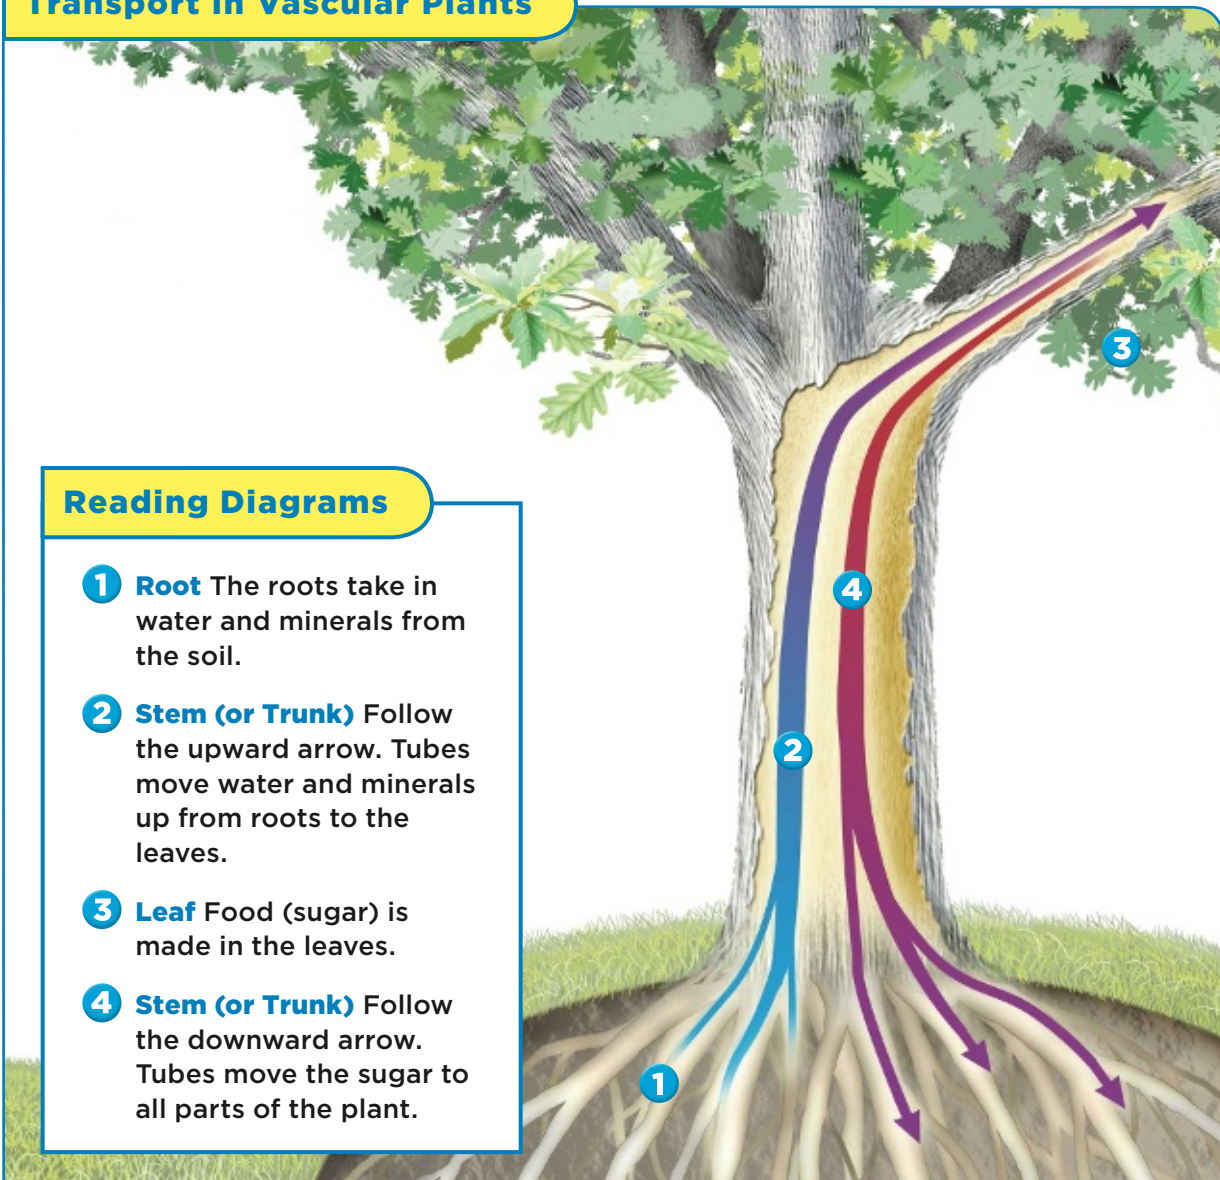 Transport in Vascular Plants
Reading Diagrams
1 Root The roots take in
water and minerals from
the soil.
2 Stem (or Trunk) Follow
the upward arrow. Tubes
move water and minerals
up from roots to the
leaves.
3 Leaf Food (sugar) is
made in the leaves.
4 Stem (or Trunk) Follow
the downward arrow.
Tubes move the sugar to
all parts of the plant.
3
4
2
1